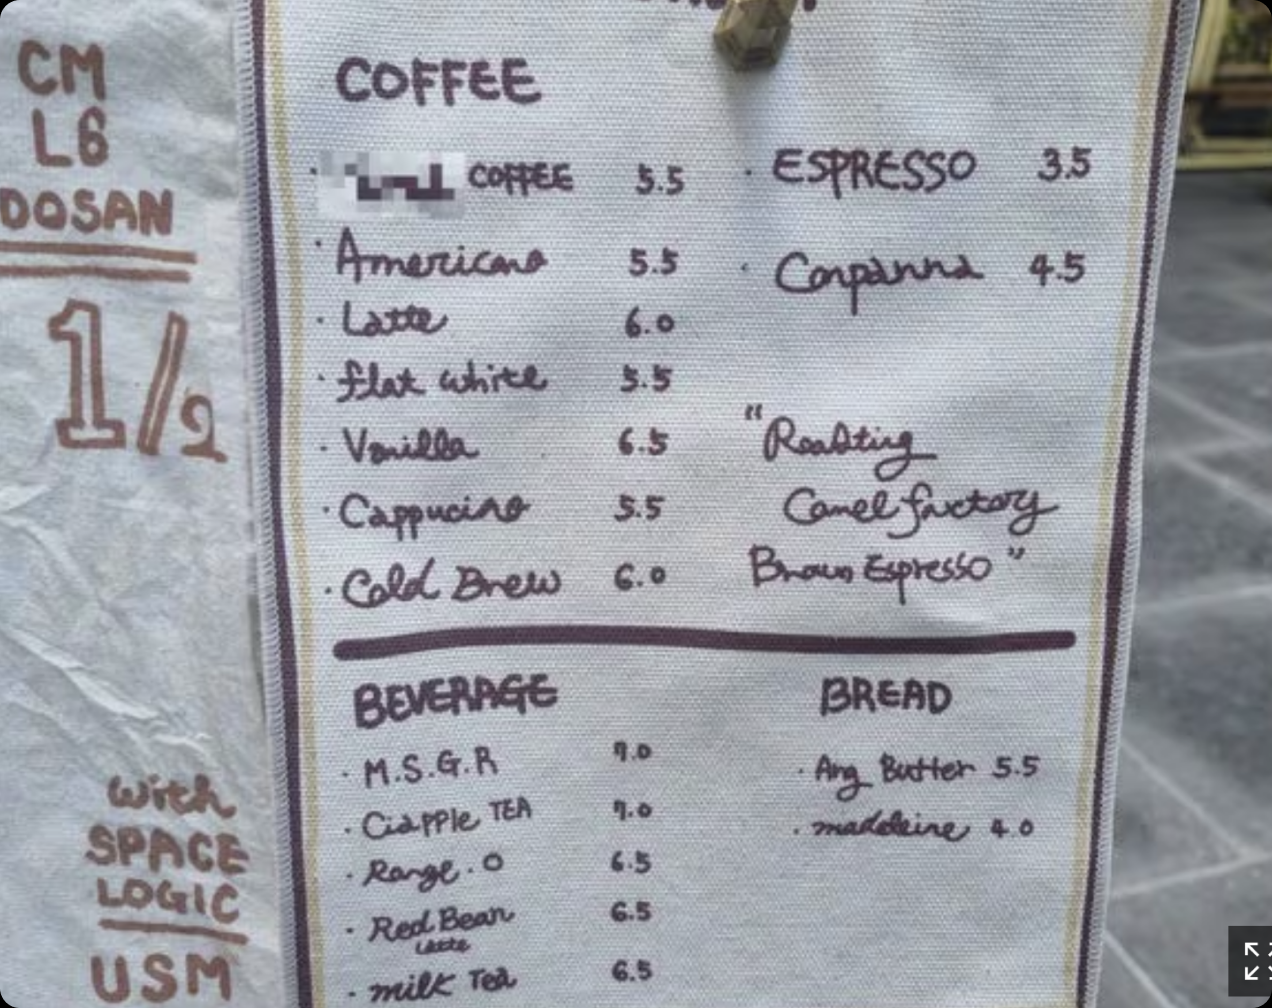 CM
L6
DOSAN
1/2
with
SPACE
LOGIC
USM
COFFEE
COFFEE 5.5
· Americano 5.5
· Latte 6.0
· flat white 5.5
· Vanilla 6.5
· Cappucino 5.5
· Cold Brew 6.0
· ESPRESSO 3.5
· Conpanna 4.5
"Roasting
Camel factory
Brown Espresso"
BEVERAGE
· M.S.G.R 7.0
· Ciapple TEA 7.0
· Range.O 6.5
· Red Bean
Latte 6.5
· milk Tea 6.5
BREAD
· Ang Butter 5.5
· madeleine 4.0